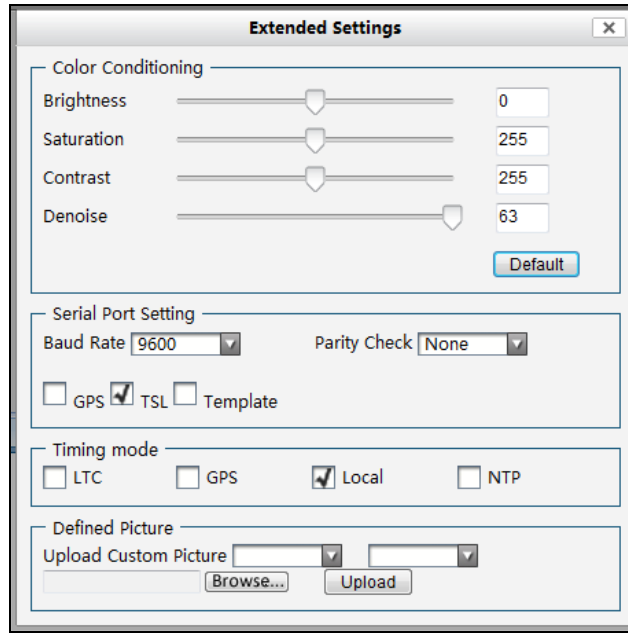 Extended Settings
Color Conditioning
Brightness 0
Saturation 255
Contrast 255
Denoise 63
Default
Serial Port Setting
Baud Rate 9600 Parity Check None
GPS TSL Template
Timing mode
LTC GPS Local NTP
Defined Picture
Upload Custom Picture
Browse... Upload